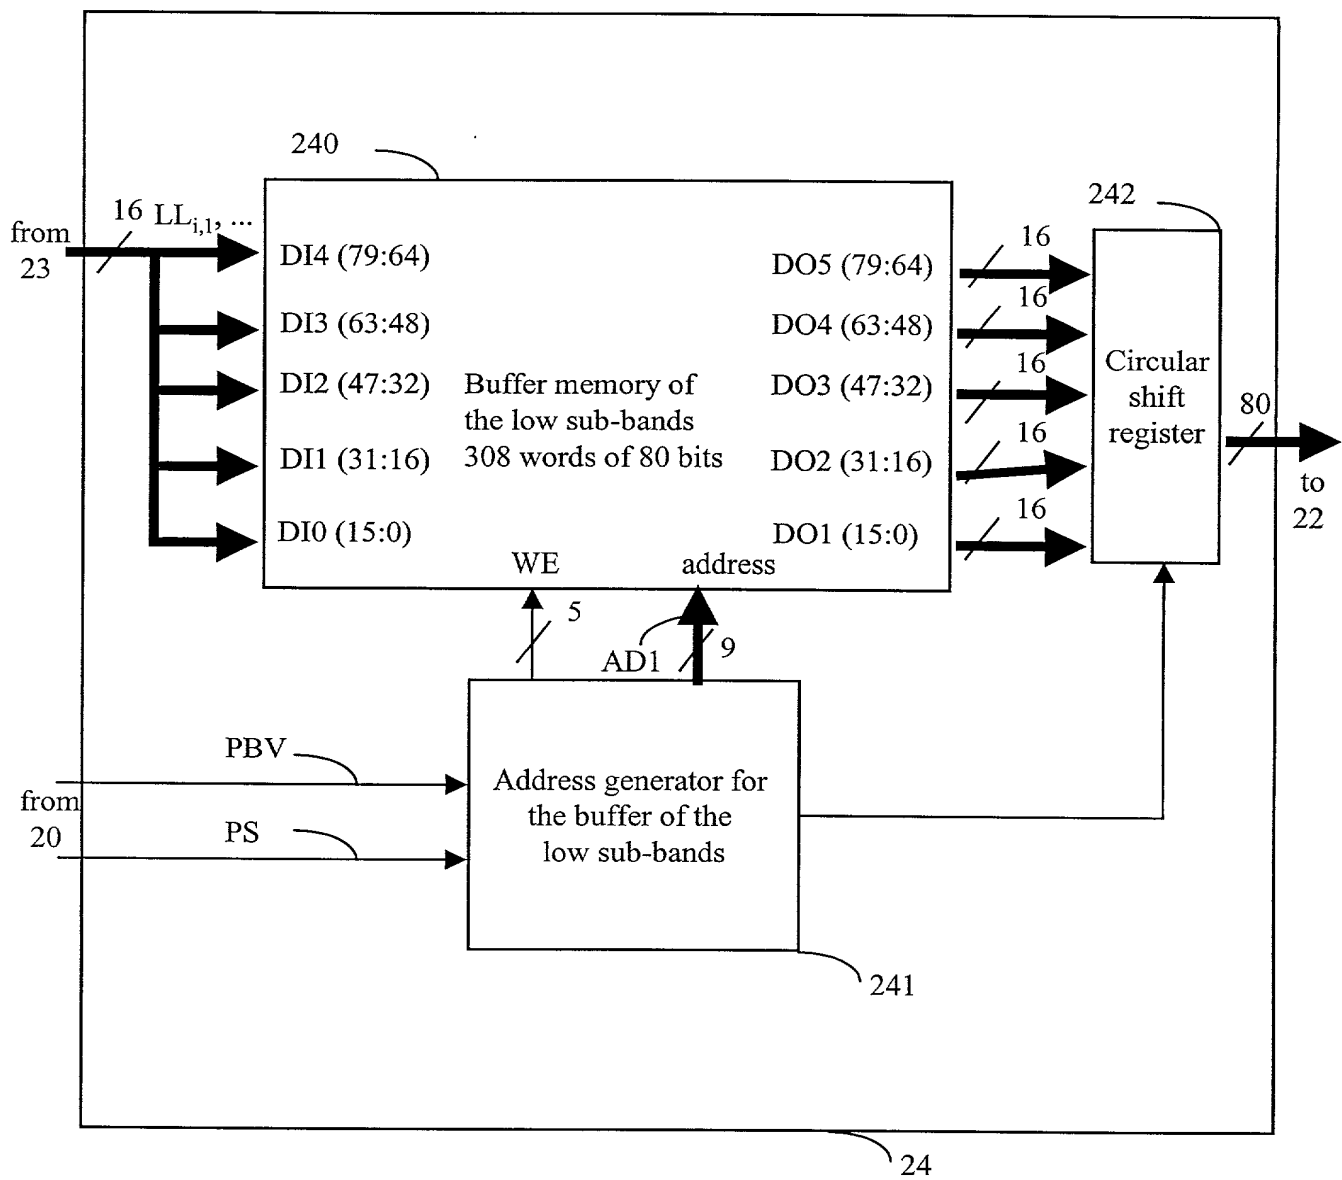 240
242
from
23
16
LLi,1, ...
DI4 (79:64)
DI3 (63:48)
DI2 (47:32)
DI1 (31:16)
DI0 (15:0)
Buffer memory of
the low sub-bands
308 words of 80 bits
DO5 (79:64)
DO4 (63:48)
DO3 (47:32)
DO2 (31:16)
DO1 (15:0)
WE
address
16
16
16
16
16
Circular
shift
register
80
to
22
5
AD1
9
PBV
from
20
PS
Address generator for
the buffer of the
low sub-bands
241
24